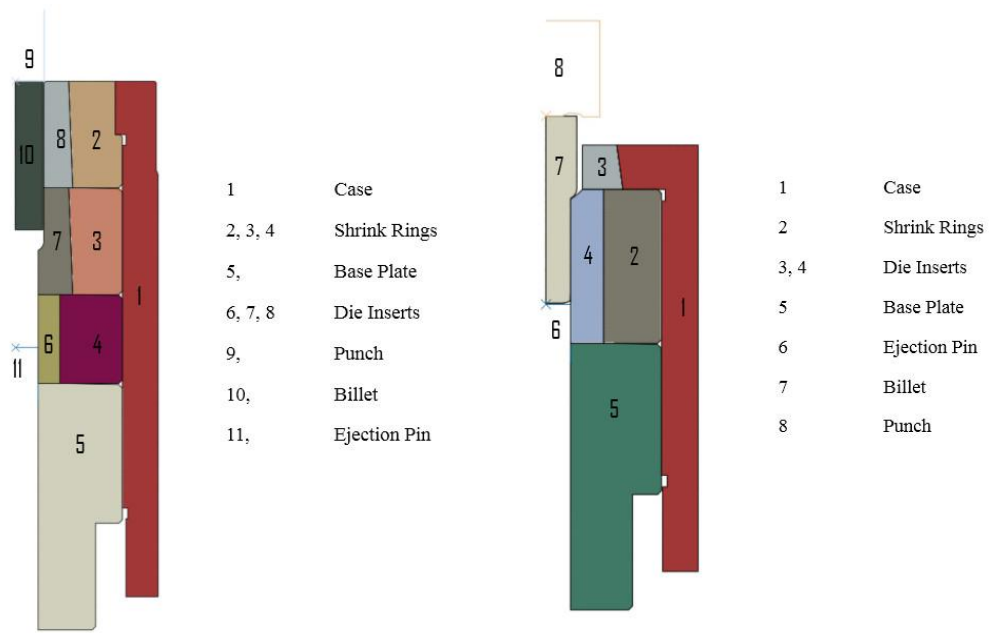 9
8
2
10
7
3
1
6
4
11
5
1 Case
2, 3, 4 Shrink Rings
5, Base Plate
6, 7, 8 Die Inserts
9, Punch
10, Billet
11, Ejection Pin
8
7
3
4
2
1
6
5
1 Case
2 Shrink Rings
3, 4 Die Inserts
5 Base Plate
6 Ejection Pin
7 Billet
8 Punch